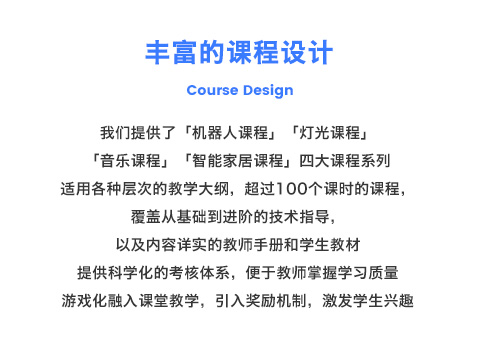 丰富的课程设计
Course Design
我们提供了「机器人课程」「灯光课程」
「音乐课程」「智能家居课程」四大课程系列
适用各种层次的教学大纲，超过100个课时的课程，
覆盖从基础到进阶的技术指导，
以及内容详实的教师手册和学生教材
提供科学化的考核体系，便于教师掌握学习质量
游戏化融入课堂教学，引入奖励机制，激发学生兴趣